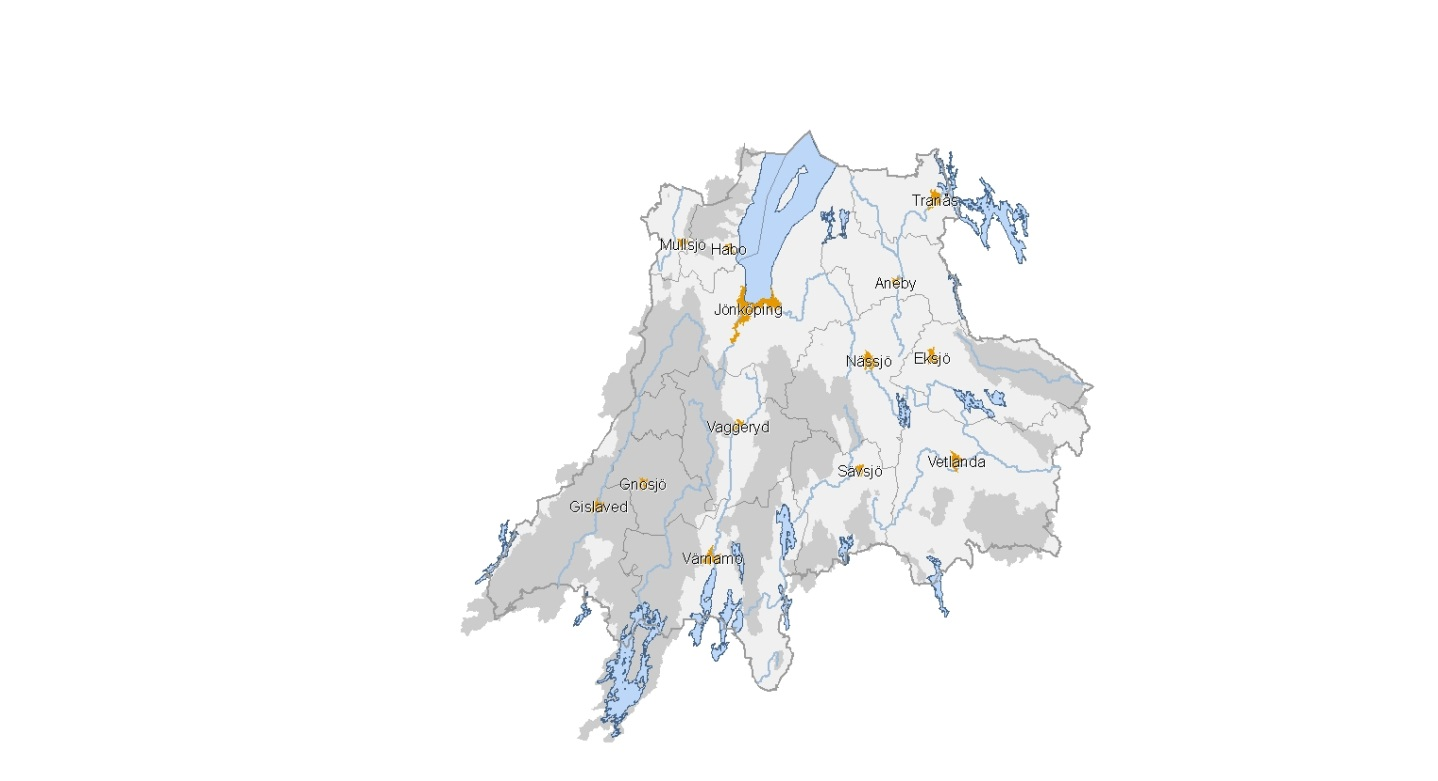 Tranås
Mullsjö
Habo
Aneby
Jönköping
Nässjö
Eksjö
Vaggeryd
Vetlanda
Sävsjö
Gnosjö
Gislaved
Värnamo